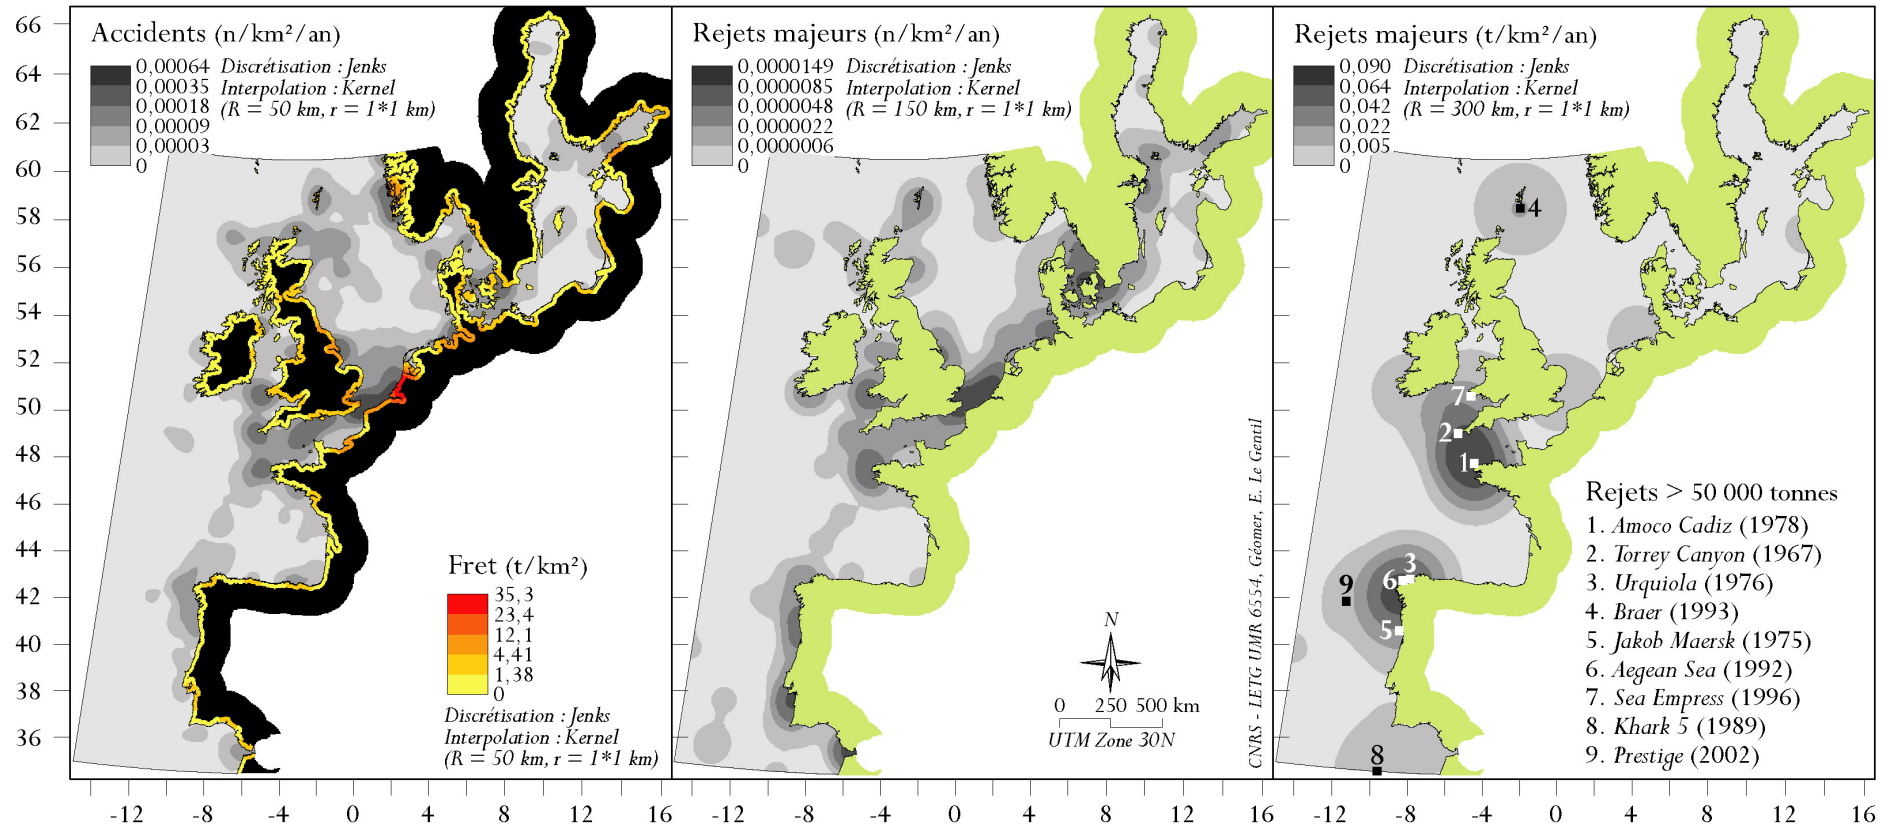 Accidents (n/km²/an)
0,00064
0,00035
0,00018
0,00009
0,00003
0
Discrétisation : Jenks
Interpolation : Kernel
(R = 50 km, r = 1*1 km)
Fret (t/km²)
35,3
23,4
12,1
4,41
1,38
0
Discrétisation : Jenks
Interpolation : Kernel
(R = 50 km, r = 1*1 km)
Rejets majeurs (n/km²/an)
0,0000149
0,0000085
0,0000048
0,0000022
0,0000006
0
Discrétisation : Jenks
Interpolation : Kernel
(R = 150 km, r = 1*1 km)
N
0 250 500 km
UTM Zone 30N
CNRS - LETG UMR 6554, Géomer, E. Le Gentil
Rejets majeurs (t/km²/an)
0,090
0,064
0,042
0,022
0,005
0
Discrétisation : Jenks
Interpolation : Kernel
(R = 300 km, r = 1*1 km)
4
7
2
1
3
6
9
5
8
Rejets > 50 000 tonnes
1. Amoco Cadiz (1978)
2. Torrey Canyon (1967)
3. Urquiola (1976)
4. Braer (1993)
5. Jakob Maersk (1975)
6. Aegean Sea (1992)
7. Sea Empress (1996)
8. Khark 5 (1989)
9. Prestige (2002)
66
64
62
60
58
56
54
52
50
48
46
44
42
40
38
36
-12 -8 -4 0 4 8 12 16
-12 -8 -4 0 4 8 12 16
-12 -8 -4 0 4 8 12 16